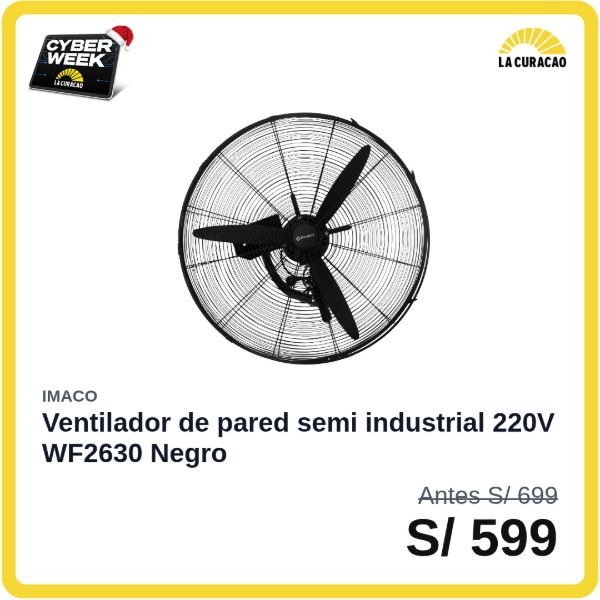 CYBER
WEEK
LA CURACAO
LA CURACAO
IMACO
Ventilador de pared semi industrial 220V
WF2630 Negro
Antes S/ 699
S/ 599